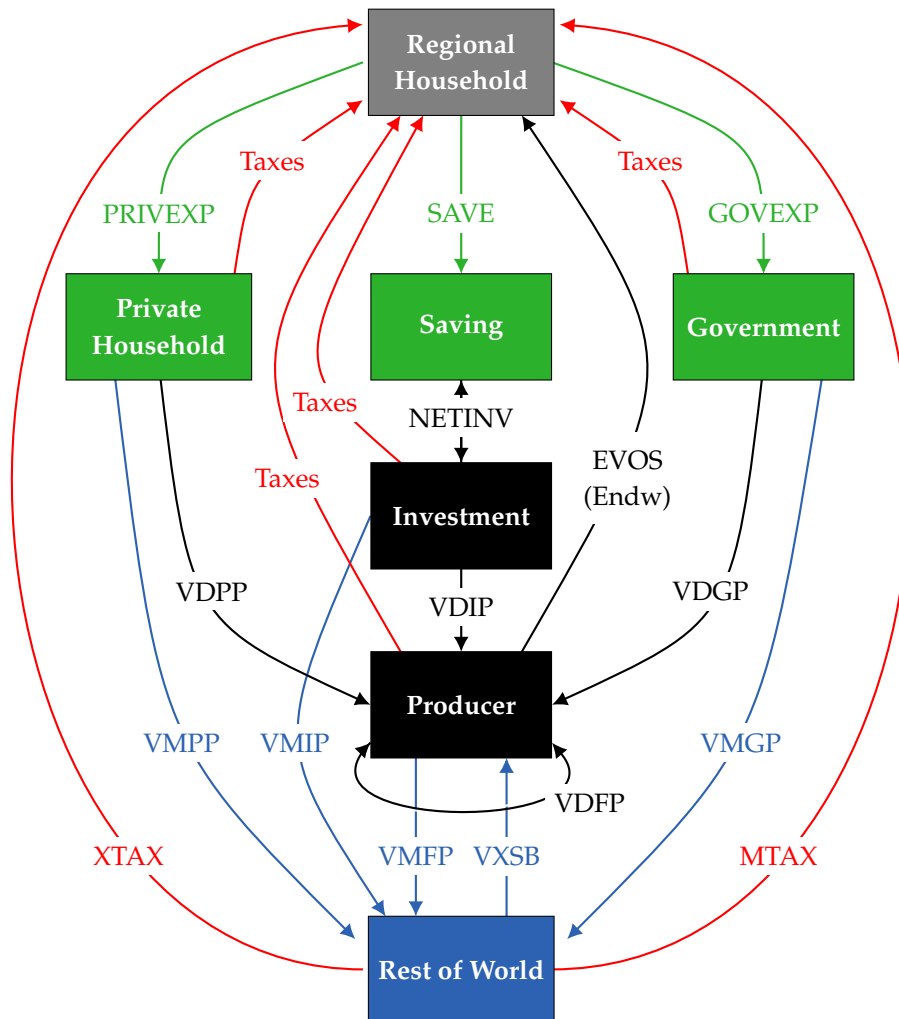 Regional
Household
Taxes
Taxes
PRIVEXP
SAVE
GOVEXP
Private
Household
Saving
Government
Taxes
NETINV
Taxes
EVOS
(Endw)
Investment
VDPP
VDIP
VDGP
Producer
VMPP
VMIP
VMGP
VDFP
XTAX
VMFP
VXSB
MTAX
Rest of World